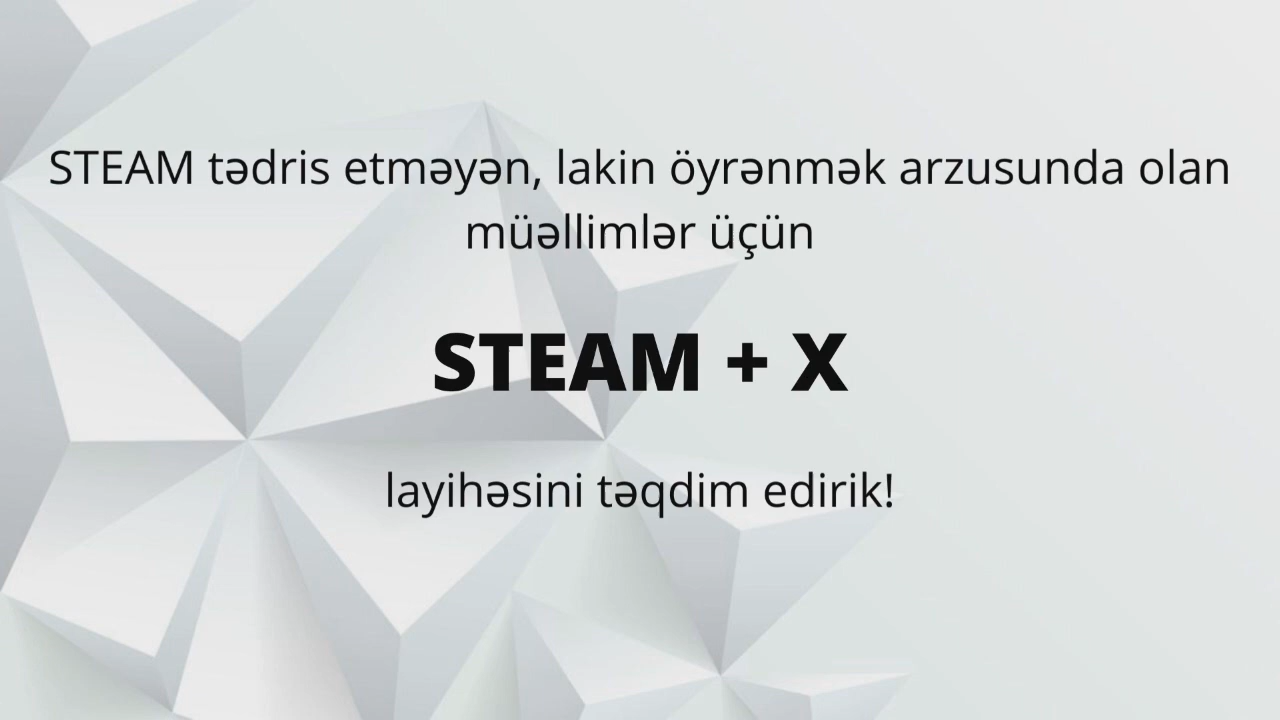 STEAM tədris etməyən, lakin öyrənmək arzusunda olan
müəllimlər üçün
STEAM + X
layihəsini təqdim edirik!